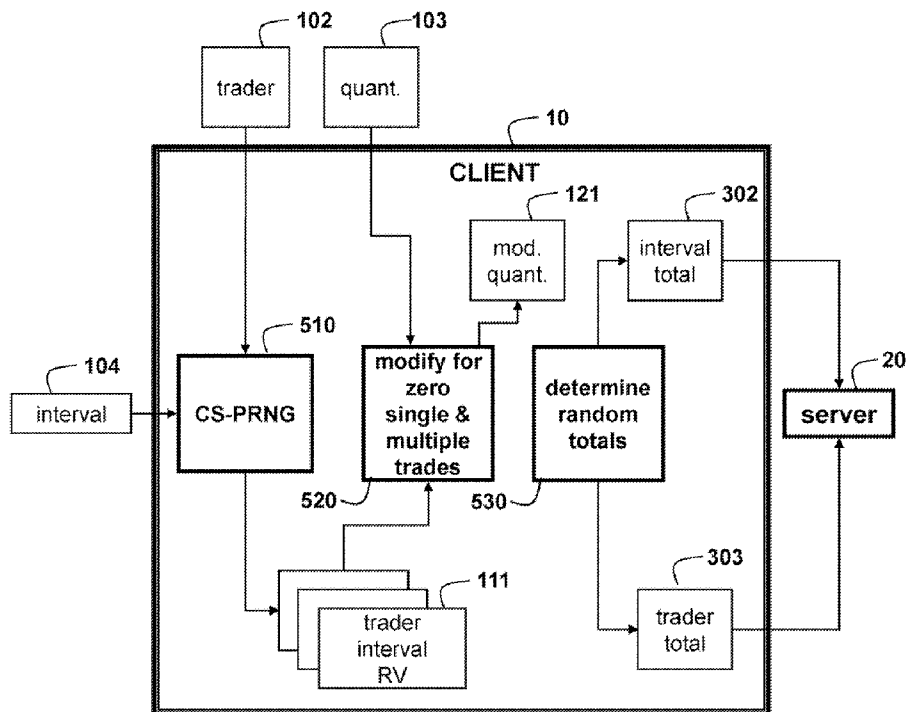 102
103
trader
quant.
10
CLIENT
121
302
mod.
quant.
interval
total
510
104
20
interval
CS-PRNG
modify for
zero
single &
multiple
trades
determine
random
totals
server
520
530
111
303
trader
interval
RV
trader
total